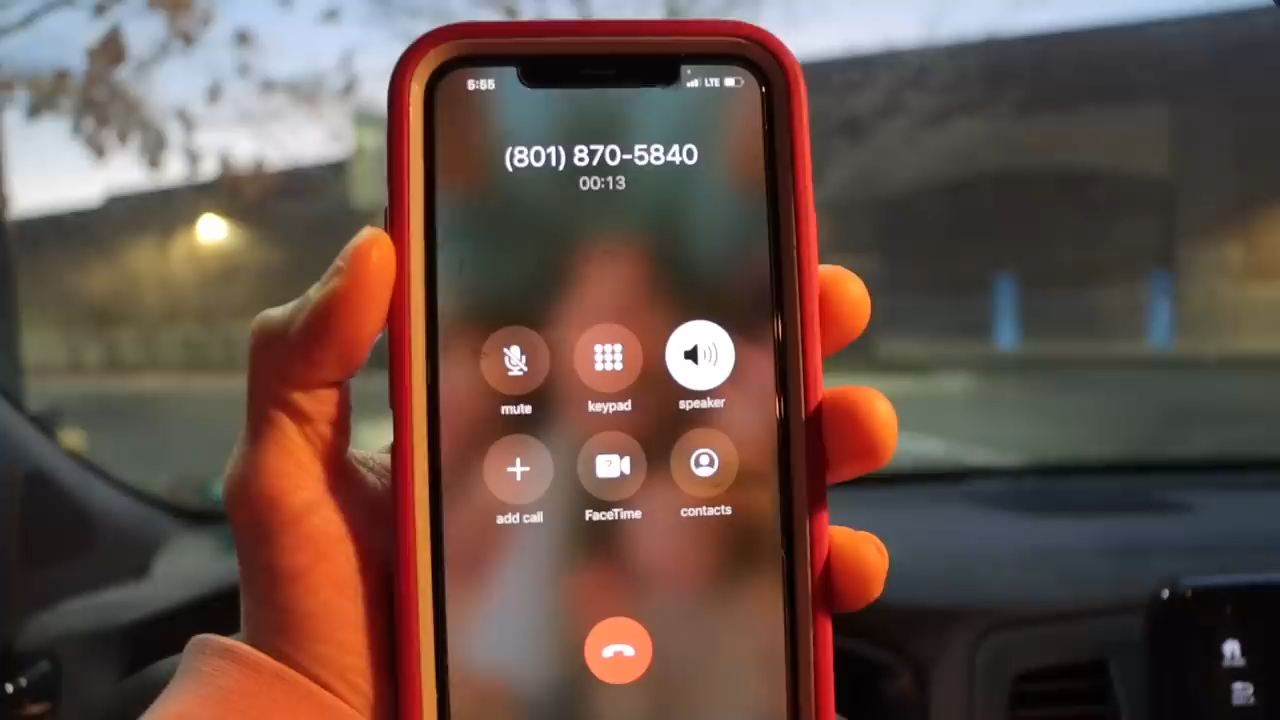 5:55
LTE
(801) 870-5840
00:13
mute
keypad
speaker
add call
FaceTime
contacts